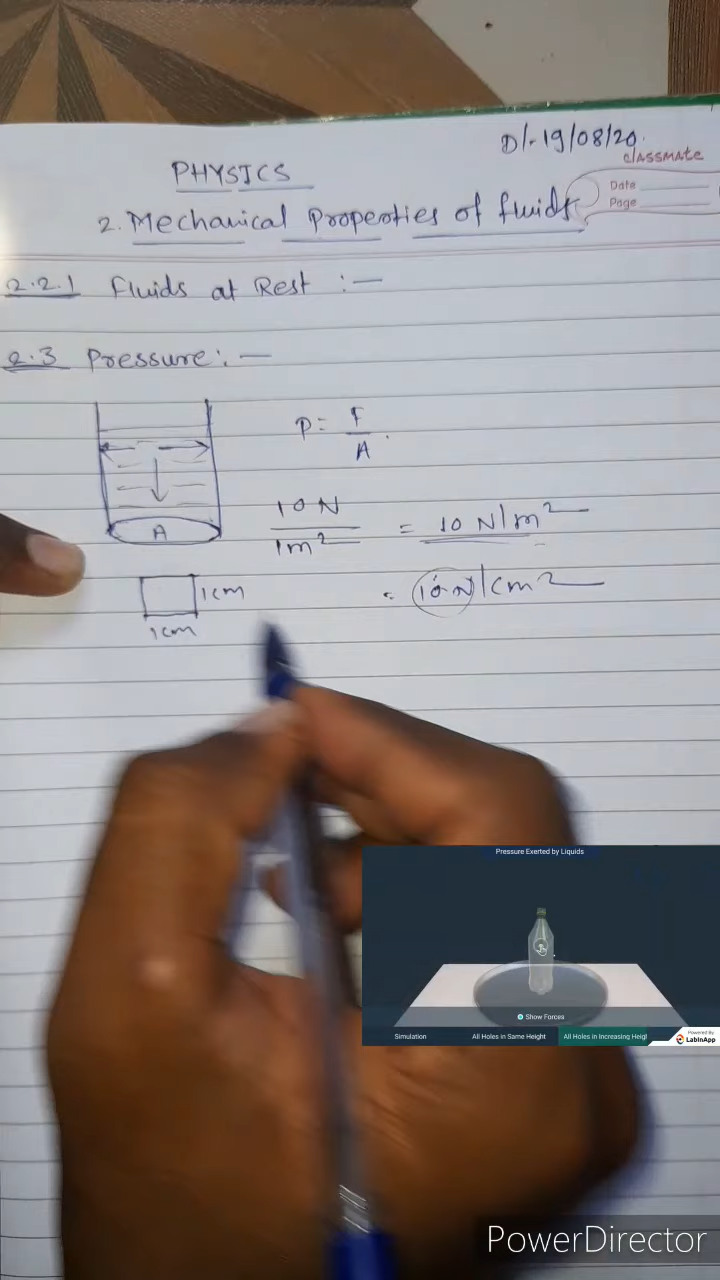 D/- 19/08/20.
classmate
PHYSICS
Date
Page
2. Mechanical Properties of fluids
2.2.1 Fluids at Rest :-
2.3 Pressure:-
P = F
A.
10 N
1m2 = 10 N/m2
A
1cm
= 10N/cm2
1cm
Pressure Exerted by Liquids
Show Forces
Simulation
All Holes in Same Height
All Holes in Increasing Heig
Powered By
LabInApp
PowerDirector